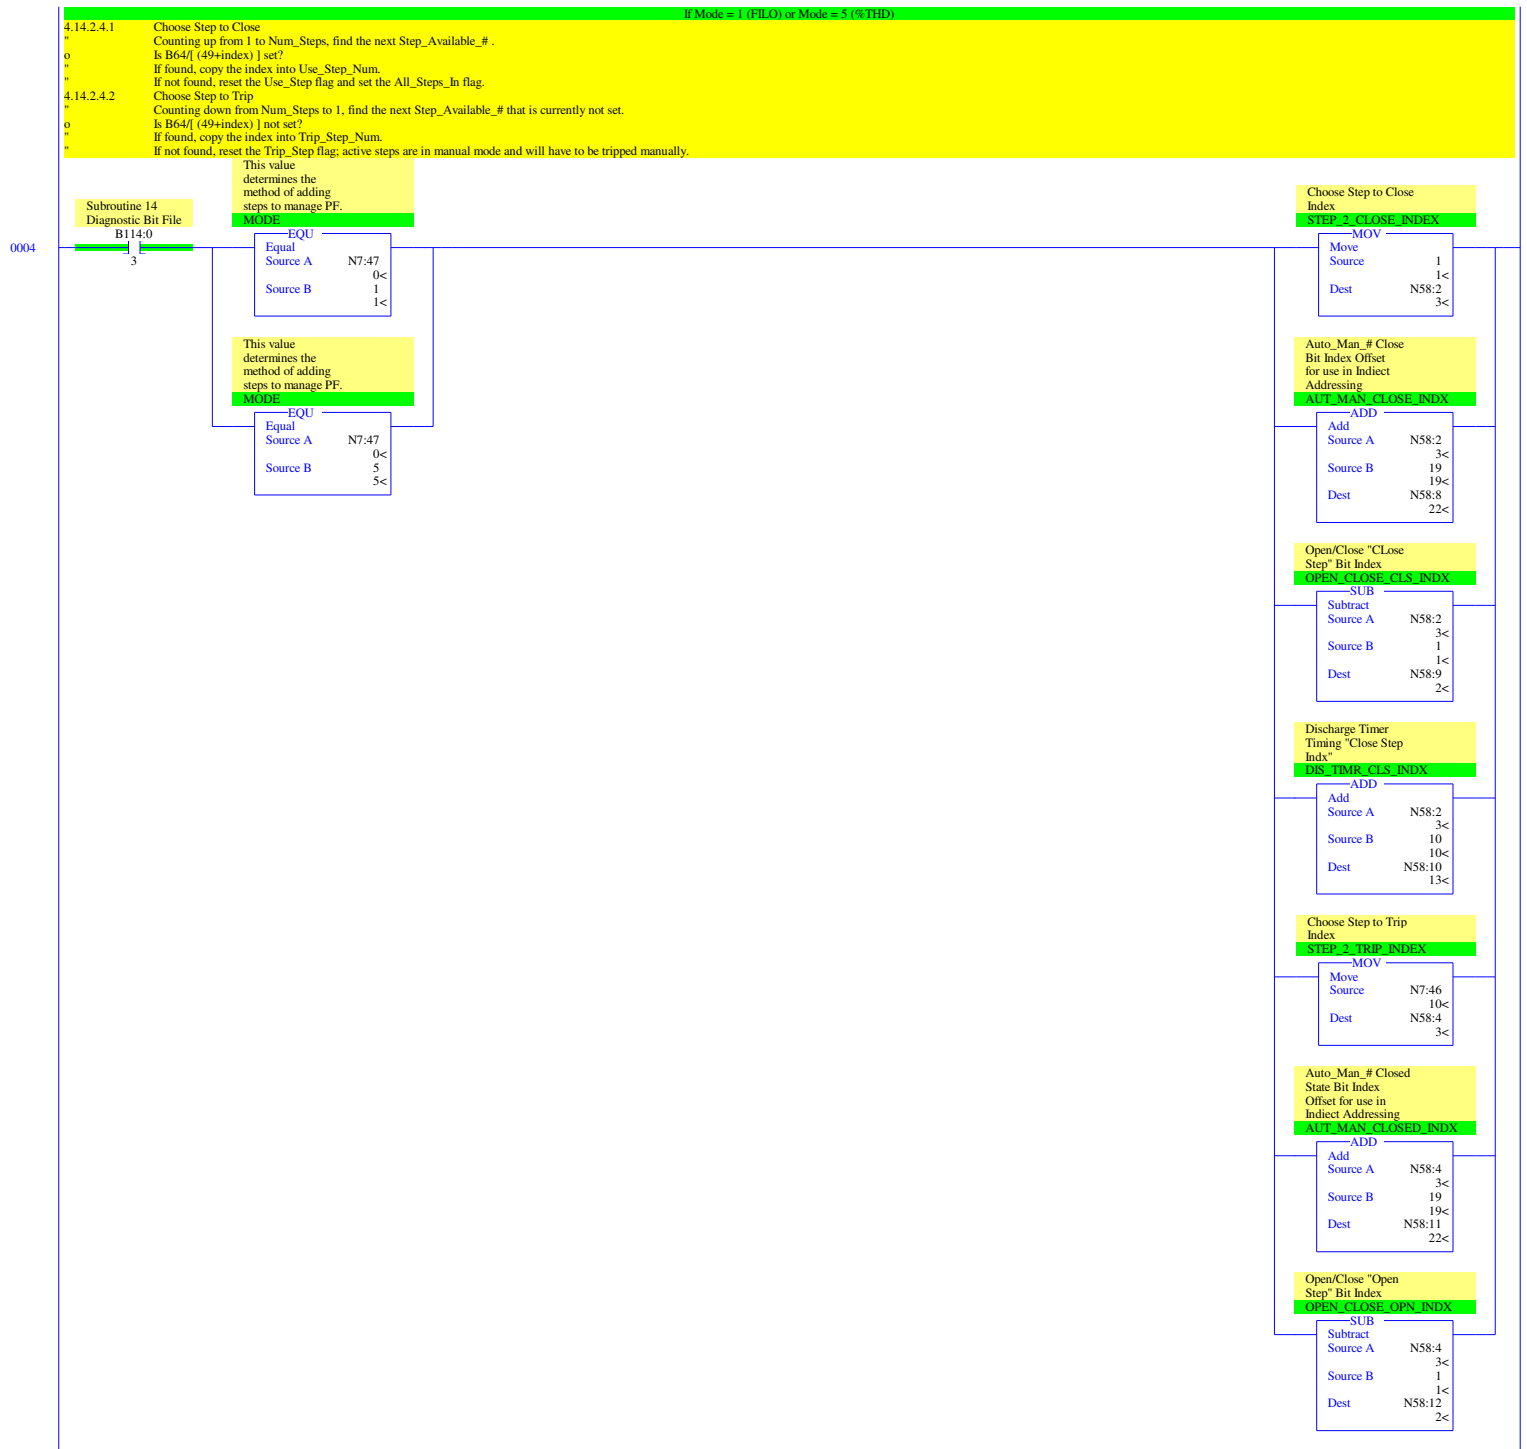 If Mode = 1 (FILO) or Mode = 5 (%THD)
4.14.2.4.1 Choose Step to Close
" Counting up from 1 to Num_Steps, find the next Step_Available_# .
o Is B64/[ (49+index) ] set?
" If found, copy the index into Use_Step_Num.
" If not found, reset the Use_Step flag and set the All_Steps_In flag.
4.14.2.4.2 Choose Step to Trip
" Counting down from Num_Steps to 1, find the next Step_Available_# that is currently not set.
o Is B64/[ (49+index) ] not set?
" If found, copy the index into Trip_Step_Num.
" If not found, reset the Trip_Step flag; active steps are in manual mode and will have to be tripped manually.
0004
Subroutine 14
Diagnostic Bit File
B114:0
3
This value
determines the
method of adding
steps to manage PF.
MODE
EQU
Equal
Source A N7:47
0<
Source B 1
1<
This value
determines the
method of adding
steps to manage PF.
MODE
EQU
Equal
Source A N7:47
0<
Source B 5
5<
Choose Step to Close
Index
STEP_2_CLOSE_INDEX
MOV
Move
Source 1
1<
Dest N58:2
3<
Auto_Man_# Close
Bit Index Offset
for use in Indiect
Addressing
AUT_MAN_CLOSE_INDX
ADD
Add
Source A N58:2
3<
Source B 19
19<
Dest N58:8
22<
Open/Close "CLose
Step" Bit Index
OPEN_CLOSE_CLS_INDX
SUB
Subtract
Source A N58:2
3<
Source B 1
1<
Dest N58:9
2<
Discharge Timer
Timing "Close Step
Indx"
DIS_TIMR_CLS_INDX
ADD
Add
Source A N58:2
3<
Source B 10
10<
Dest N58:10
13<
Choose Step to Trip
Index
STEP_2_TRIP_INDEX
MOV
Move
Source N7:46
10<
Dest N58:4
3<
Auto_Man_# Closed
State Bit Index
Offset for use in
Indiect Addressing
AUT_MAN_CLOSED_INDX
ADD
Add
Source A N58:4
3<
Source B 19
19<
Dest N58:11
22<
Open/Close "Open
Step" Bit Index
OPEN_CLOSE_OPN_INDX
SUB
Subtract
Source A N58:4
3<
Source B 1
1<
Dest N58:12
2<